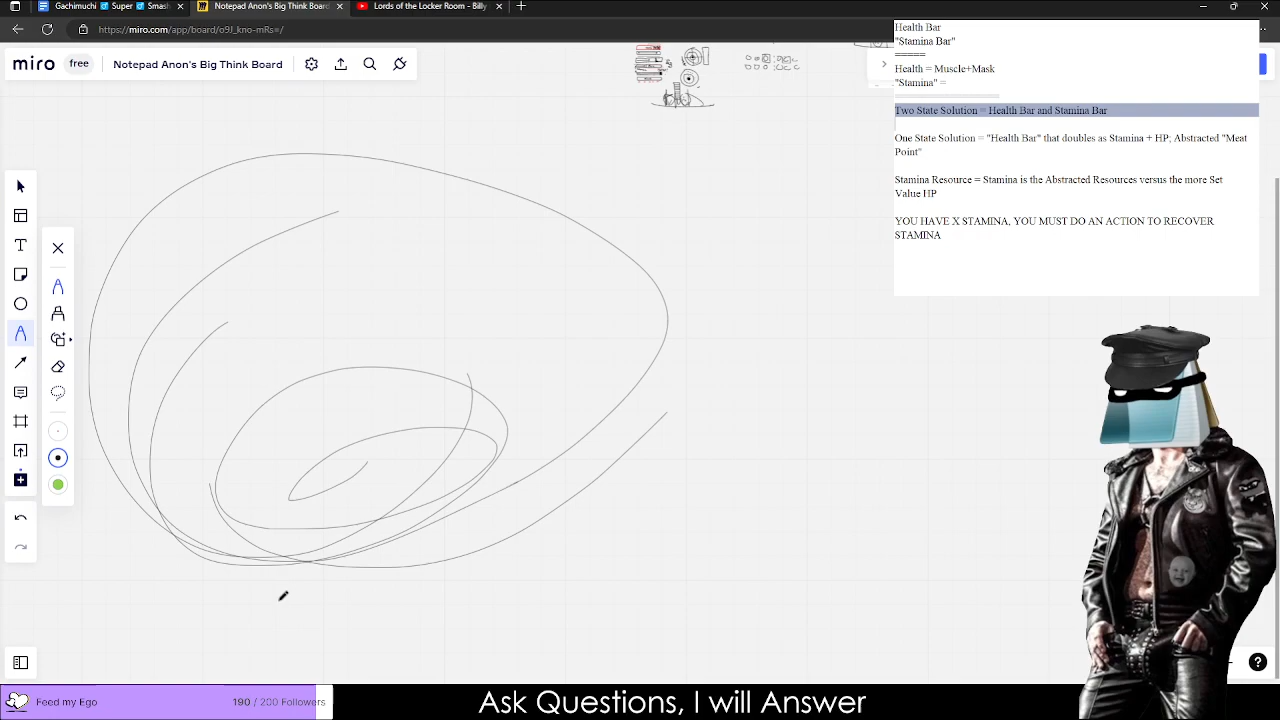 Gachimuchi
Super Smash
Notepad Anon's Big Think Board
Lords of the Locker Room - Billy
https://miro.com/app/board/o9J_kno-mRs=/
miro
free
Notepad Anon's Big Think Board
Health Bar
"Stamina Bar"
=====
Health = Muscle+Mask
"Stamina" =
Two State Solution = Health Bar and Stamina Bar
One State Solution = "Health Bar" that doubles as Stamina + HP; Abstracted "Meat
Point"
Stamina Resource = Stamina is the Abstracted Resources versus the more Set
Value HP
YOU HAVE X STAMINA, YOU MUST DO AN ACTION TO RECOVER
STAMINA
Feed my Ego
190 / 200 Followers
Ask Questions, I will Answer